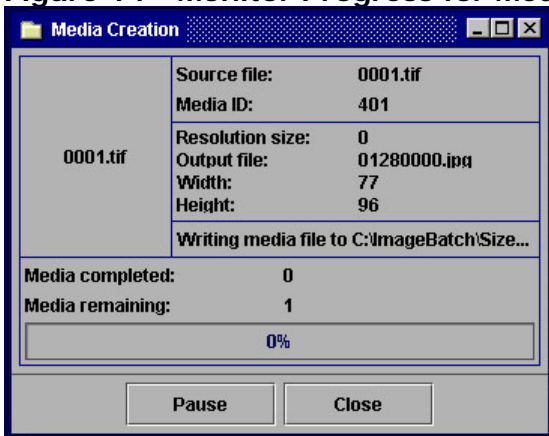 Media Creation
Source file: 0001.tif
Media ID: 401
0001.tif
Resolution size: 0
Output file: 01280000.jpg
Width: 77
Height: 96
Writing media file to C:\ImageBatch\Size...
Media completed: 0
Media remaining: 1
0%
Pause Close